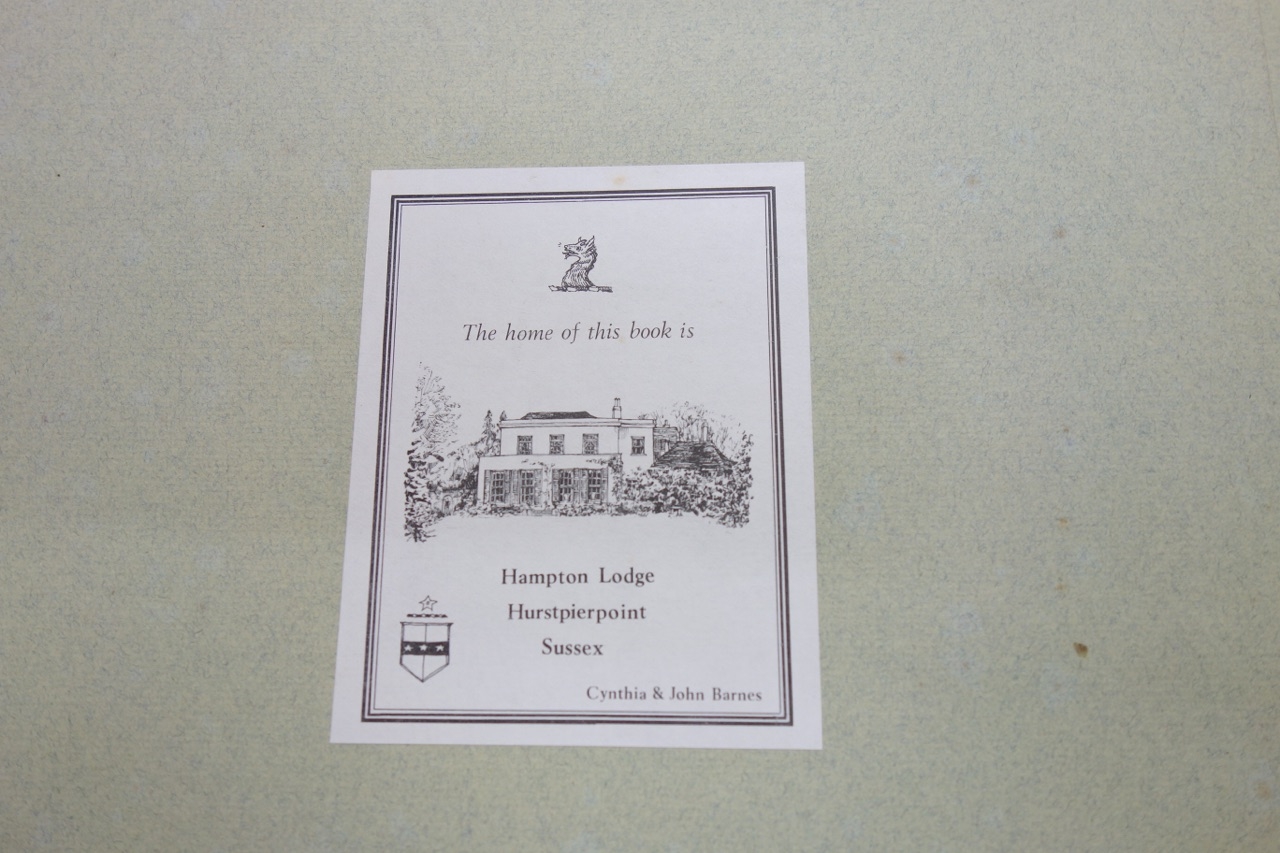 The home of this book is
Hampton Lodge
Hurstpierpoint
Sussex
Cynthia & John Barnes